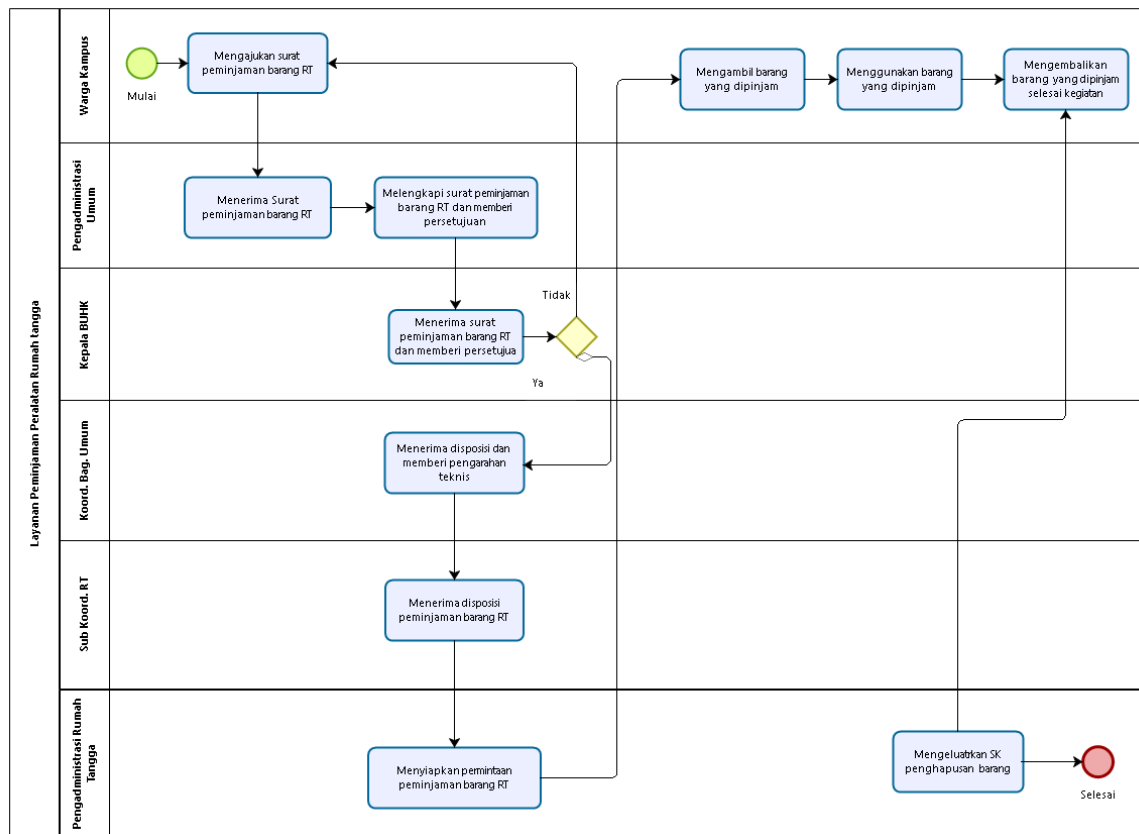 Layanan Peminjaman Peralatan Rumah tangga
Warga Kampus
Mulai
Mengajukan surat
peminjaman barang RT
Mengambil barang
yang dipinjam
Menggunakan barang
yang dipinjam
Mengembalikan
barang yang dipinjam
selesai kegiatan
Pengadministrasi
Umum
Menerima Surat
peminjaman barang RT
Melengkapi surat peminjaman
barang RT dan memberi
persetujuan
Kepala BUHK
Menerima surat
peminjaman barang RT
dan memberi persetujua
Tidak
Ya
Koord. Bag. Umum
Menerima disposisi dan
memberi pengarahan
teknis
Sub Koord. RT
Menerima disposisi
peminjaman barang RT
Pengadministrasi Rumah
Tangga
Menyiapkan permintaan
peminjaman barang RT
Mengeluatrkan SK
penghapusan barang
Selesai